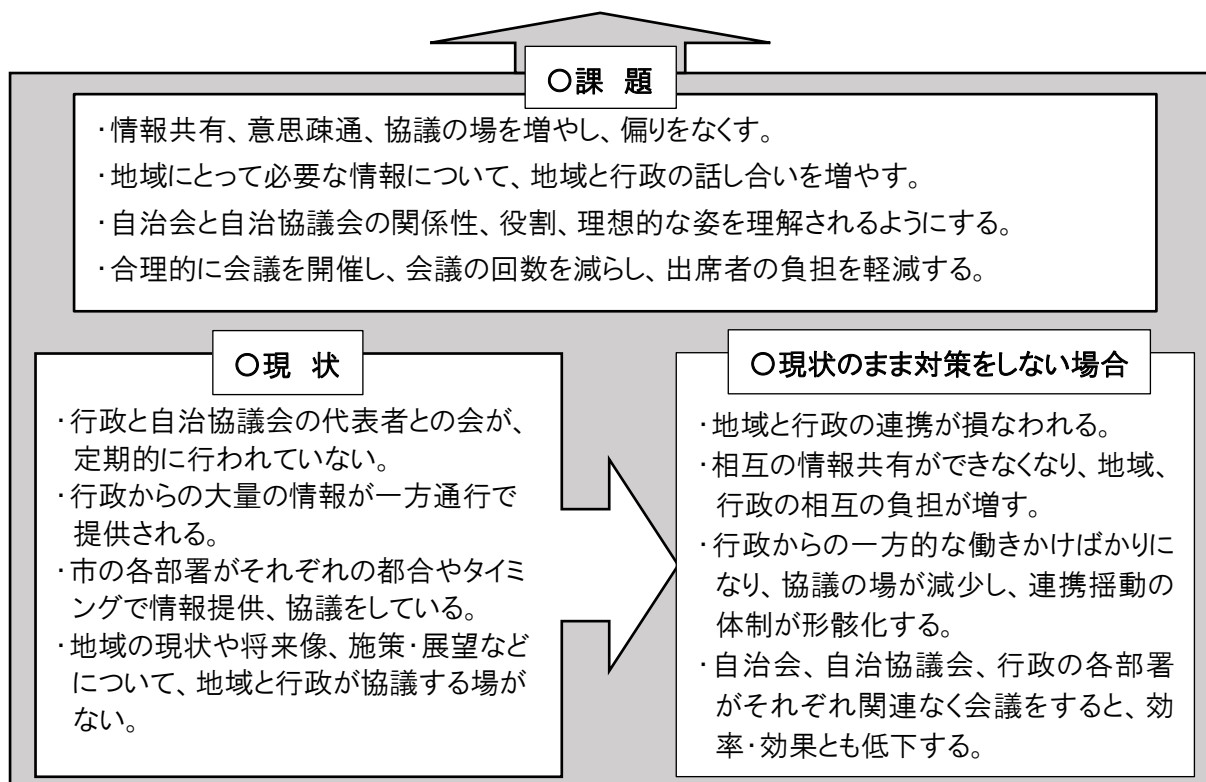 〇課　題
・情報共有、意思疎通、協議の場を増やし、偏りをなくす。
・地域にとって必要な情報について、地域と行政の話し合いを増やす。
・自治会と自治協議会の関係性、役割、理想的な姿を理解されるようにする。
・合理的に会議を開催し、会議の回数を減らし、出席者の負担を軽減する。
〇現　状
・行政と自治協議会の代表者との会が、
定期的に行われていない。
・行政からの大量の情報が一方通行で
提供される。
・市の各部署がそれぞれの都合やタイミ
ングで情報提供、協議をしている。
・地域の現状や将来像、施策・展望など
について、地域と行政が協議する場が
ない。
〇現状のまま対策をしない場合
・地域と行政の連携が損なわれる。
・相互の情報共有ができなくなり、地域、
行政の相互の負担が増す。
・行政からの一方的な働きかけばかりに
なり、協議の場が減少し、連携揺動の
体制が形骸化する。
・自治会、自治協議会、行政の各部署
がそれぞれ関連なく会議をすると、効
率・効果とも低下する。